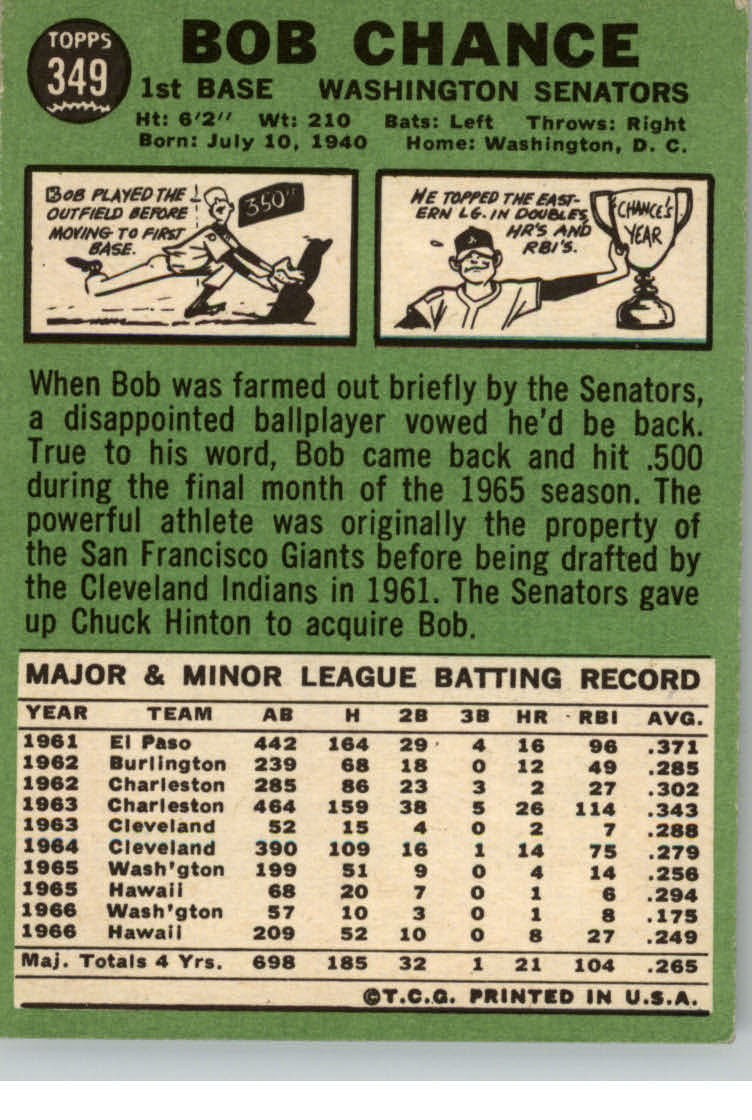 TOPPS
349
BOB CHANCE
1st BASE WASHINGTON SENATORS
Ht: 6'2" Wt: 210 Bats: Left Throws: Right
Born: July 10, 1940 Home: Washington, D. C.
BOB PLAYED THE
OUTFIELD BEFORE
MOVING TO FIRST
BASE.
350"
HE TOPPED THE EAST-
ERN LG. IN DOUBLES,
HR'S AND
RBI'S.
CHANCE'S
YEAR
When Bob was farmed out briefly by the Senators,
a disappointed ballplayer vowed he'd be back.
True to his word, Bob came back and hit .500
during the final month of the 1965 season. The
powerful athlete was originally the property of
the San Francisco Giants before being drafted by
the Cleveland Indians in 1961. The Senators gave
up Chuck Hinton to acquire Bob.
MAJOR & MINOR LEAGUE BATTING RECORD
YEAR TEAM AB H 2B 3B HR RBI AVG.
1961 El Paso 442 164 29 4 16 96 .371
1962 Burlington 239 68 18 0 12 49 .285
1962 Charleston 285 86 23 3 2 27 .302
1963 Charleston 464 159 38 5 26 114 .343
1963 Cleveland 52 15 4 0 2 7 .288
1964 Cleveland 390 109 16 1 14 75 .279
1965 Wash'gton 199 51 9 0 4 14 .256
1965 Hawaii 68 20 7 0 1 6 .294
1966 Wash'gton 57 10 3 0 1 8 .175
1966 Hawaii 209 52 10 0 8 27 .249
Maj. Totals 4 Yrs. 698 185 32 1 21 104 .265
©T.C.G. PRINTED IN U.S.A.